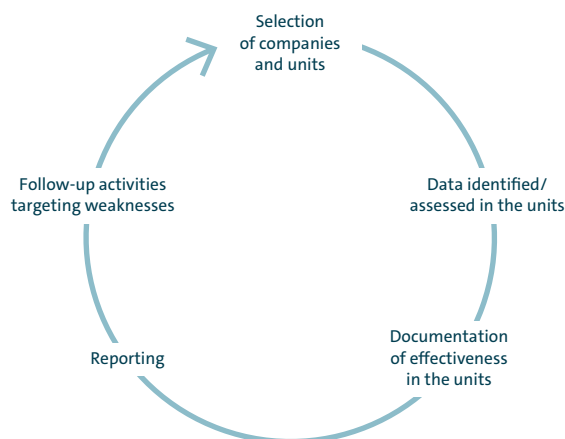 Selection
of companies
and units
Data identified/
assessed in the units
Documentation
of effectiveness
in the units
Reporting
Follow-up activities
targeting weaknesses